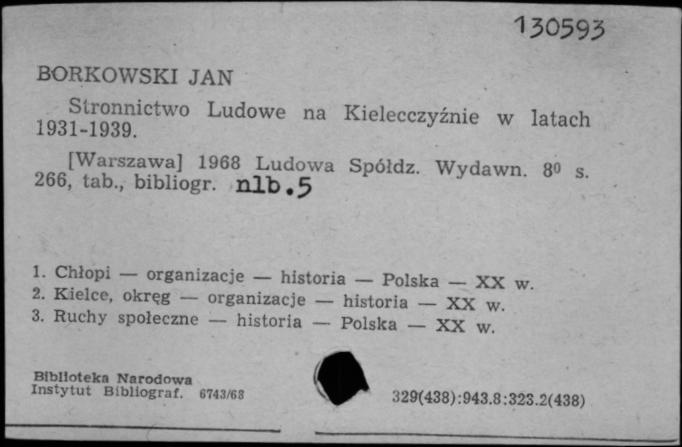 130593
BORKOWSKI JAN
Stronnictwo Ludowe na Kielecczyźnie w latach
1931-1939.
[Warszawa] 1968 Ludowa Spółdz. Wydawn. 8⁰ s.
266, tab., bibliogr. nlb.5
1. Chłopi — organizacje — historia — Polska — XX w.
2. Kielce, okręg — organizacje — historia — XX w.
3. Ruchy społeczne — historia — Polska — XX w.
Biblioteka Narodowa
Instytut Bibliograf. 6743/68
329(438):943.8:323.2(438)